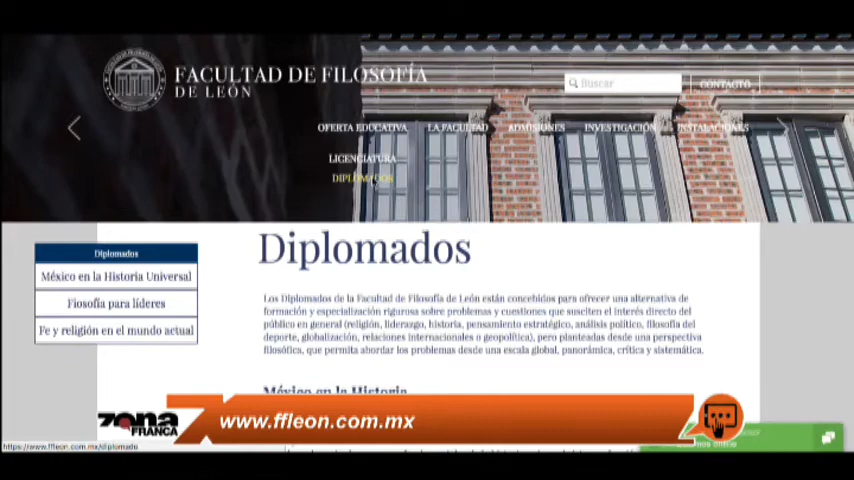 FACULTAD DE FILOSOFÍA
DE LEÓN
Buscar
CONTACTO
OFERTA EDUCATIVA LA FACULTAD ADMISIONES INVESTIGACIÓN INSTALACIONES
LICENCIATURA
DIPLOMADOS
Diplomados
Diplomados
México en la Historia Universal
Fiosofía para líderes
Fe y religión en el mundo actual
Los Diplomados de la Facultad de Filosofía de León están concebidos para ofrecer una alternativa de
formación y especialización rigurosa sobre problemas y cuestiones que susciten el interés directo del
público en general (religión, liderazgo, historia, pensamiento estratégico, análisis político, filosofía del
deporte, globalización, relaciones internacionales o geopolítica), pero planteadas desde una perspectiva
filosófica, que permita abordar los problemas desde una escala global, panorámica, crítica y sistemática.
México en la Historia
zona
FRANCA
www.ffleon.com.mx
https://www.ffleon.com.mx/diplomado